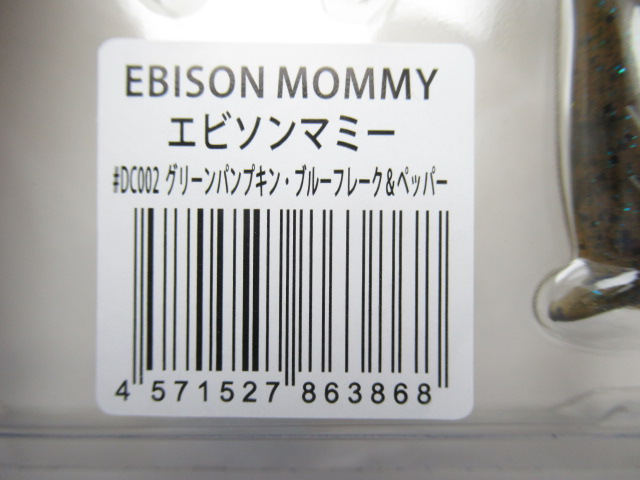 EBISON MOMMY
エビソンマミー
#DC002 グリーンパンプキン・ブルーフレーク&ペッパー
4 571527 863868